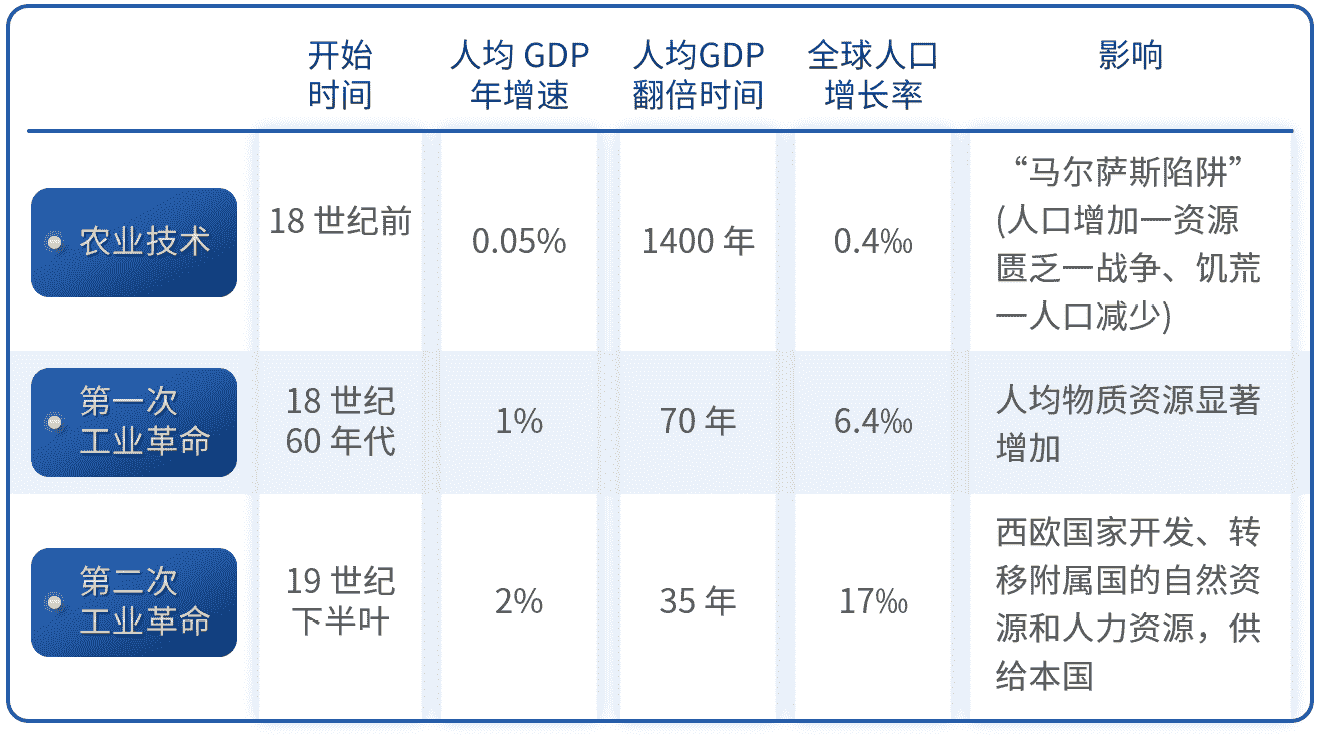 开始
时间
人均 GDP
年增速
人均GDP
翻倍时间
全球人口
增长率
影响
农业技术
18 世纪前
0.05%
1400 年
0.4‰
“马尔萨斯陷阱”
(人口增加—资源
匮乏—战争、饥荒
—人口减少)
第一次
工业革命
18 世纪
60 年代
1%
70 年
6.4‰
人均物质资源显著
增加
第二次
工业革命
19 世纪
下半叶
2%
35 年
17‰
西欧国家开发、转
移附属国的自然资
源和人力资源，供
给本国